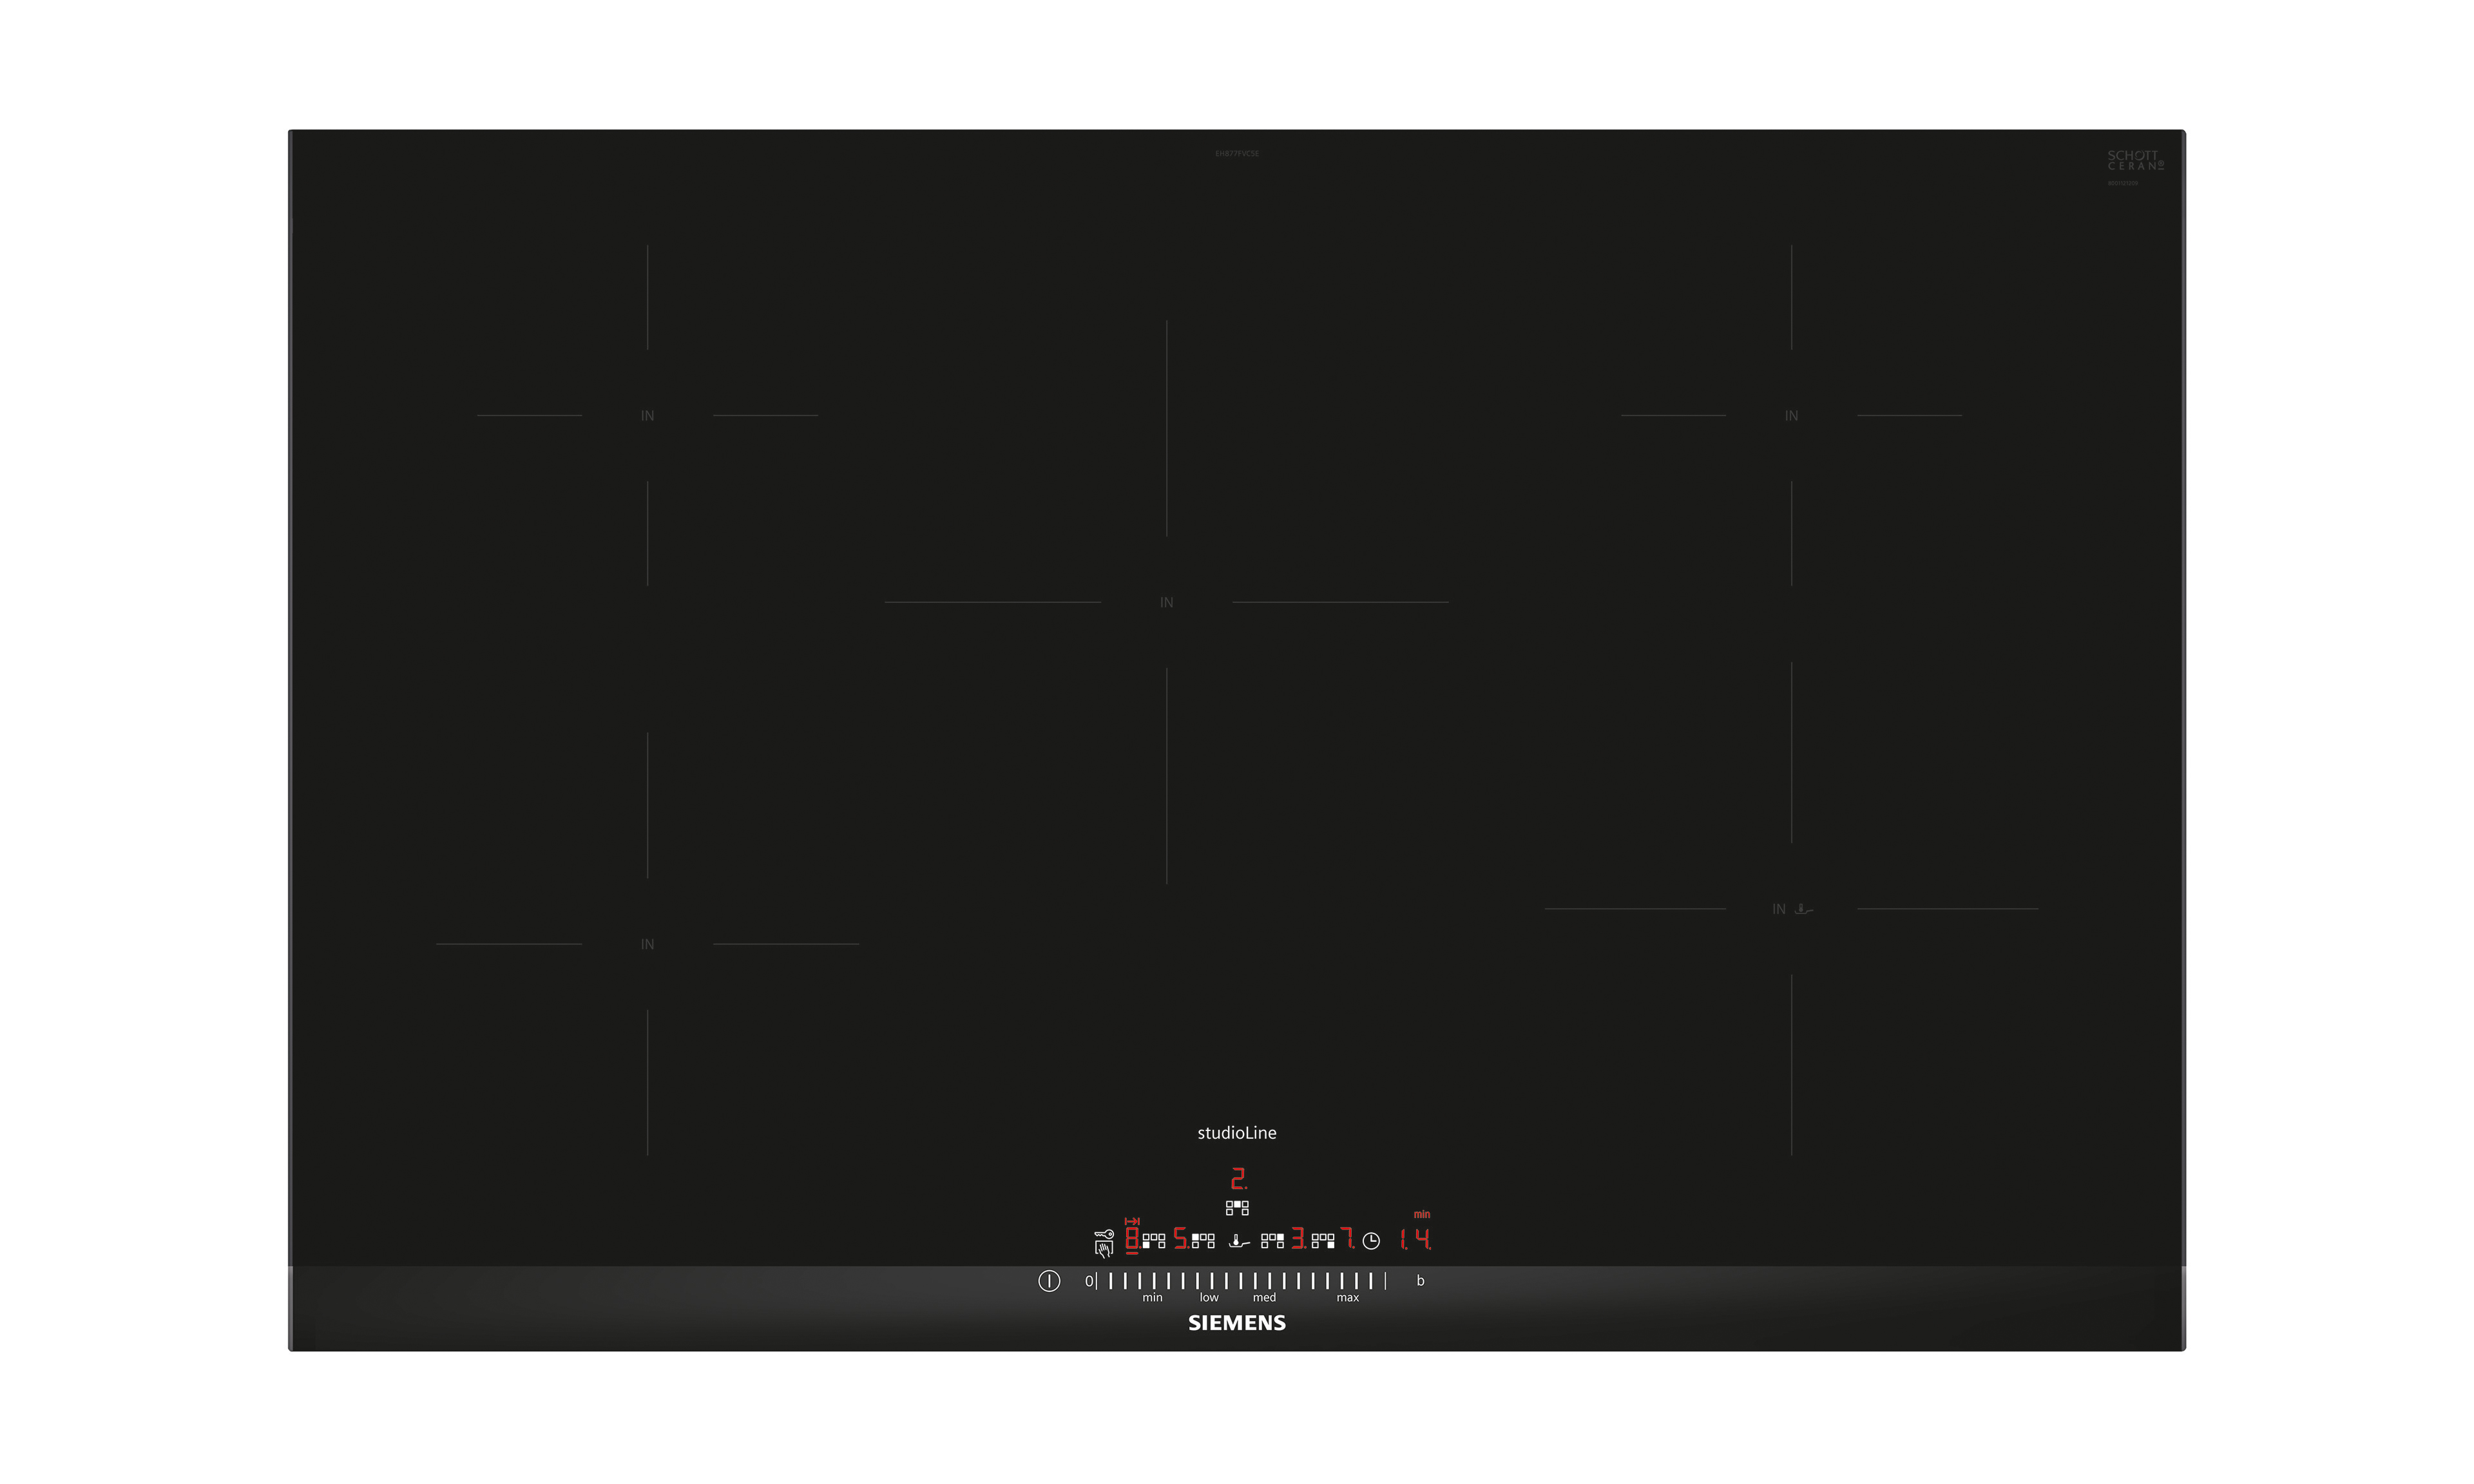 EH877FVC5E
SCHOTT
CERAN®
IN
IN
IN
IN
IN
studioLine
2.
min
8. 5. 3. 7. 1.4.
0 b
min low med max
SIEMENS